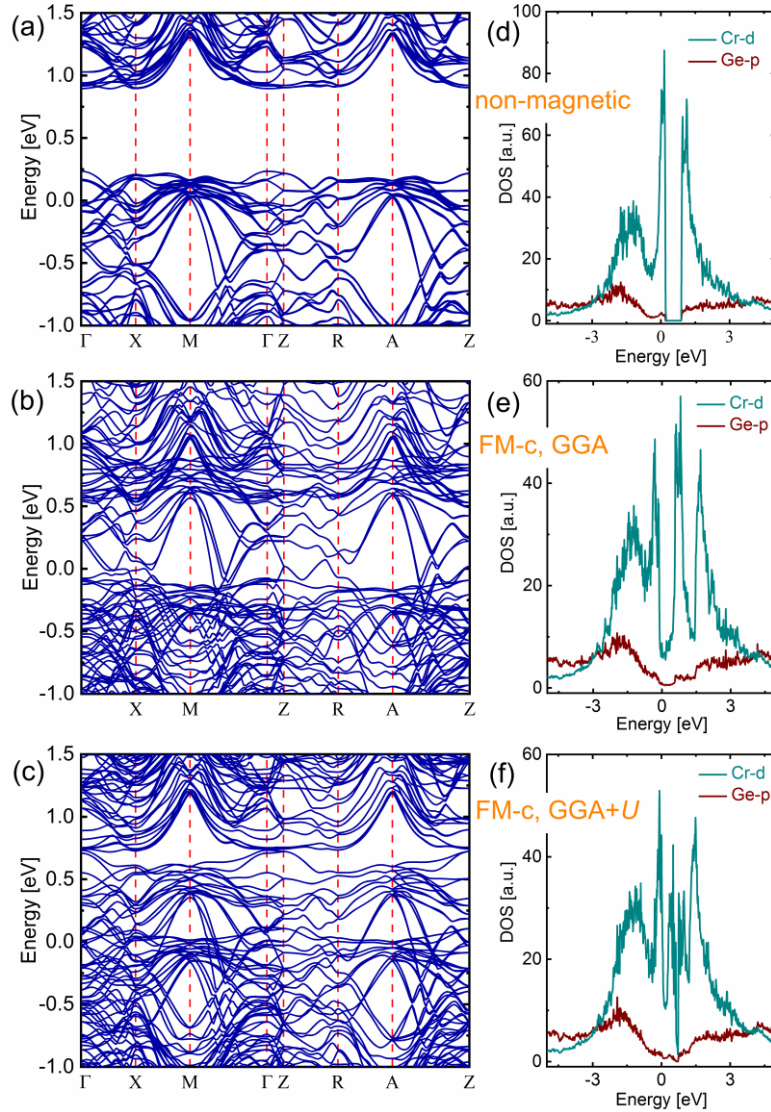 (a)
1.5
1.0
0.5
0.0
-0.5
-1.0
Energy [eV]
Γ X M Γ Z R A Z
(d)
100
80
60
40
20
0
DOS [a.u.]
Cr-d
Ge-p
non-magnetic
-3 0 3
Energy [eV]
(b)
1.5
1.0
0.5
0.0
-0.5
-1.0
Energy [eV]
X M Z R A Z
(e)
60
40
20
0
DOS [a.u.]
Cr-d
Ge-p
FM-c, GGA
-3 0 3
Energy [eV]
(c)
1.5
1.0
0.5
0.0
-0.5
-1.0
Energy [eV]
Γ X M Γ Z R A Z
(f)
60
40
20
0
DOS [a.u.]
Cr-d
Ge-p
FM-c, GGA+U
-3 0 3
Energy [eV]